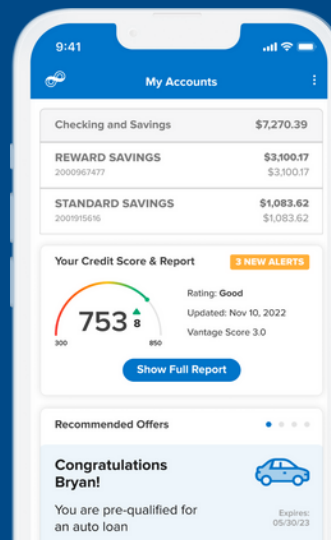 9:41
My Accounts
Checking and Savings $7,270.39
REWARD SAVINGS $3,100.17
2000967477 $3,100.17
STANDARD SAVINGS $1,083.62
2001915616 $1,083.62
Your Credit Score & Report 3 NEW ALERTS
Rating: Good
753 8 Updated: Nov 10, 2022
300 850 Vantage Score 3.0
Show Full Report
Recommended Offers
Congratulations
Bryan!
You are pre-qualified for Expires:
an auto loan 05/30/23